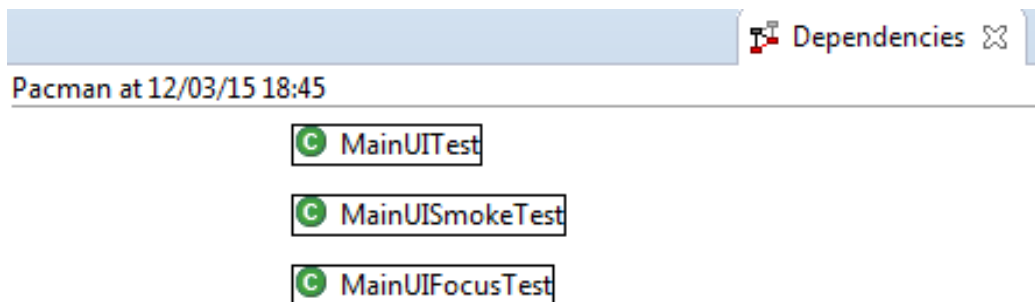 Dependencies
Pacman at 12/03/15 18:45
C MainUITest
C MainUISmokeTest
C MainUIFocusTest